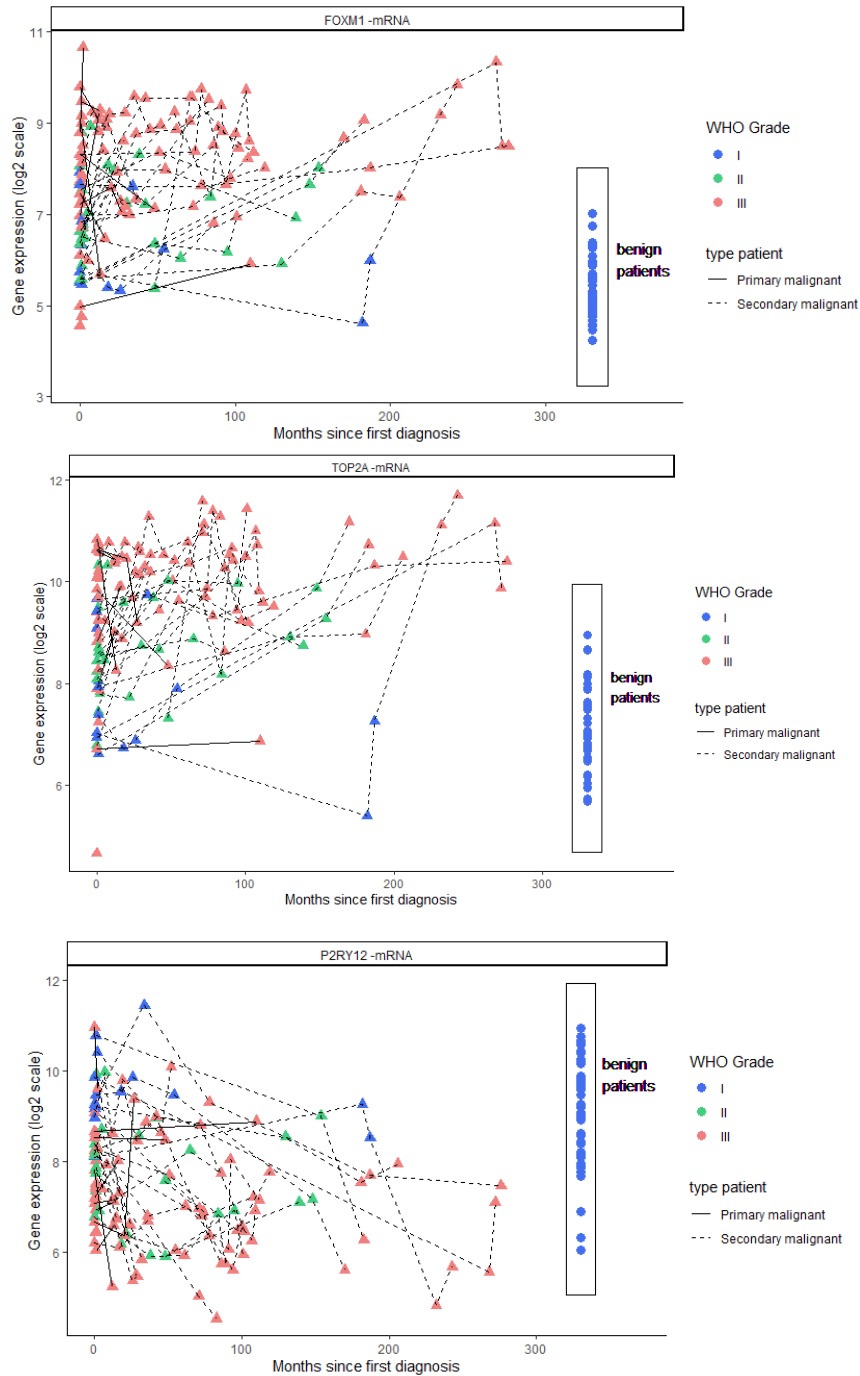 FOXM1 -mRNA
11
9
7
5
3
Gene expression (log2 scale)
0
100
200
300
Months since first diagnosis
benign
patients
WHO Grade
I
II
III
type patient
Primary malignant
Secondary malignant
TOP2A -mRNA
12
10
8
6
Gene expression (log2 scale)
0
100
200
300
Months since first diagnosis
benign
patients
WHO Grade
I
II
III
type patient
Primary malignant
Secondary malignant
P2RY12 -mRNA
12
10
8
6
Gene expression (log2 scale)
0
100
200
300
Months since first diagnosis
benign
patients
WHO Grade
I
II
III
type patient
Primary malignant
Secondary malignant